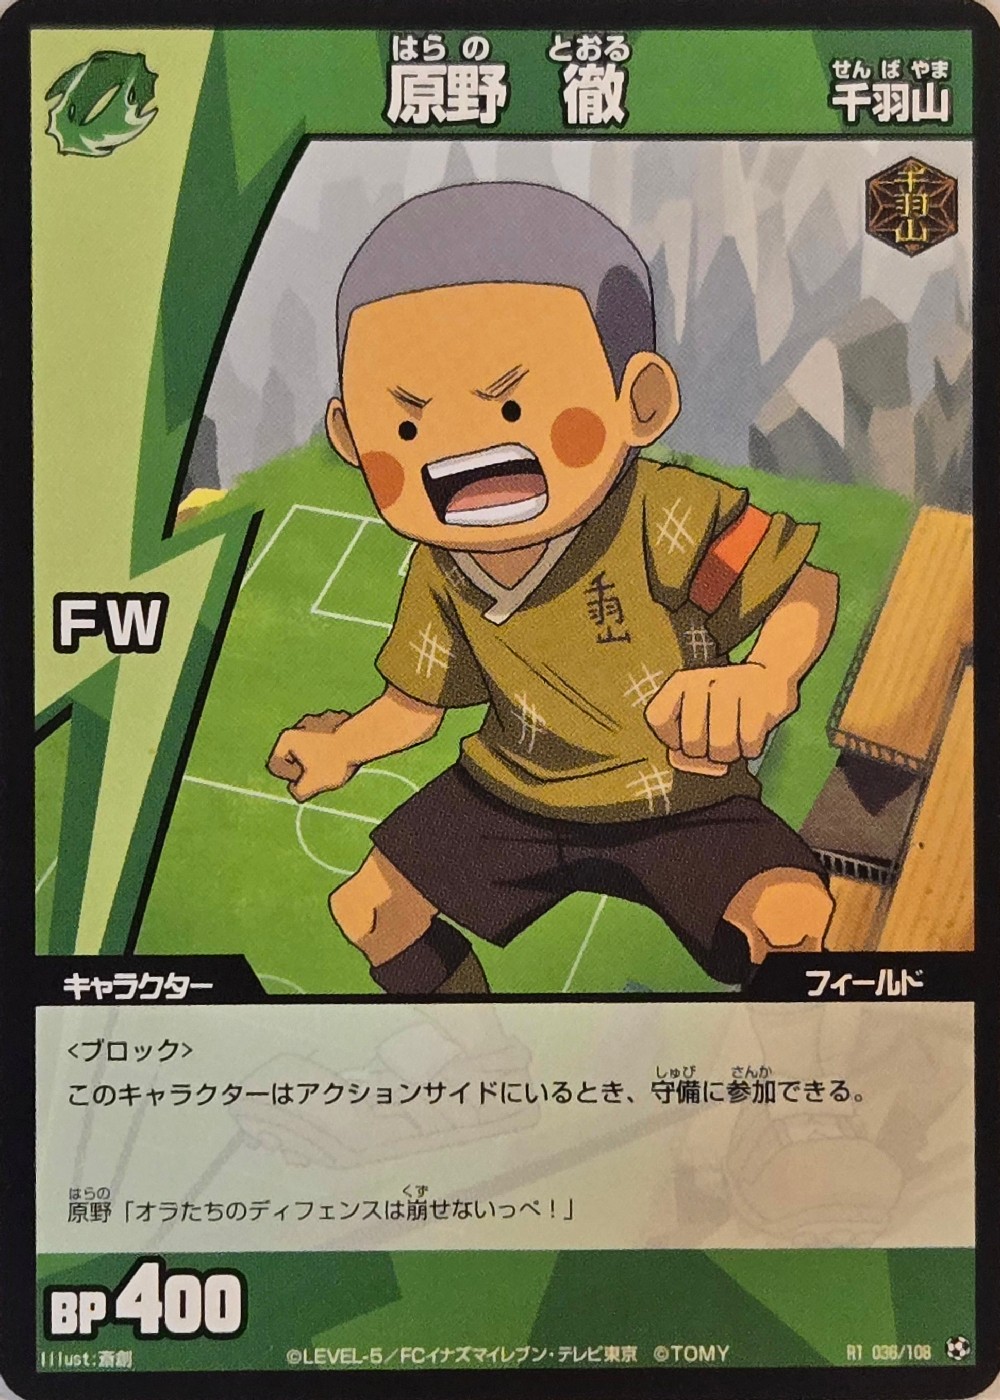 はらの とおる
原野 徹
せんばやま
千羽山
千羽山
千羽山
FW
キャラクター
フィールド
<ブロック>
このキャラクターはアクションサイドにいるとき、守備に参加できる。
しゅび さんか
はらの くず
原野「オラたちのディフェンスは崩せないっぺ!」
BP 400
Illust:斎創
©LEVEL-5/FCイナズマイレブン・テレビ東京 ©TOMY
R1 036/108